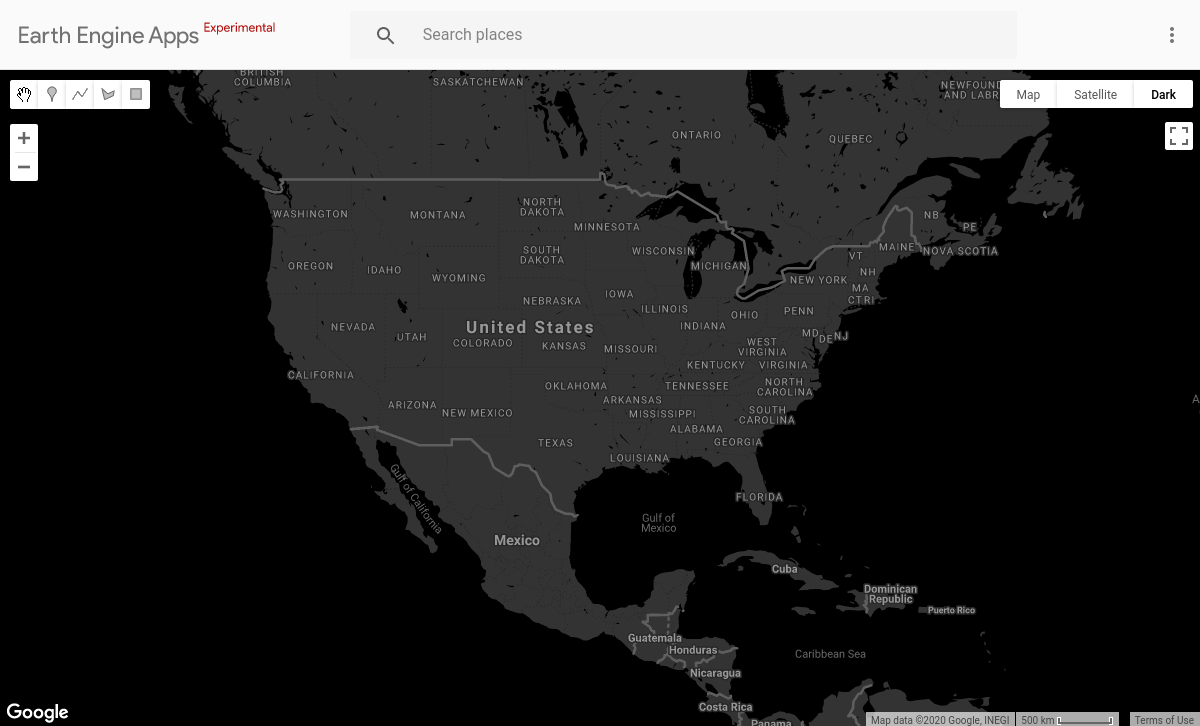 Earth Engine Apps Experimental
Search places
Map Satellite Dark
BRITISH
COLUMBIA
SASKATCHEWAN
ONTARIO
QUEBEC
WASHINGTON
MONTANA
NORTH
DAKOTA
MINNESOTA
NB
PE
MAINE
NOVA SCOTIA
VT
NH
OREGON
IDAHO
WYOMING
SOUTH
DAKOTA
WISCONSIN
MICHIGAN
NEW YORK
MA
CT RI
NEBRASKA
IOWA
ILLINOIS
INDIANA
OHIO
PENN
NEVADA
UTAH
United States
COLORADO
KANSAS
MISSOURI
WEST
VIRGINIA
MD
DE
NJ
KENTUCKY
VIRGINIA
CALIFORNIA
OKLAHOMA
TENNESSEE
NORTH
CAROLINA
ARIZONA
NEW MEXICO
ARKANSAS
MISSISSIPPI
SOUTH
CAROLINA
ALABAMA
GEORGIA
TEXAS
LOUISIANA
FLORIDA
Gulf of California
Gulf of
Mexico
Mexico
Cuba
Dominican
Republic
Puerto Rico
Guatemala
Honduras
Caribbean Sea
Nicaragua
Costa Rica
Panama
Google
Map data ©2020 Google, INEGI 500 km Terms of Use